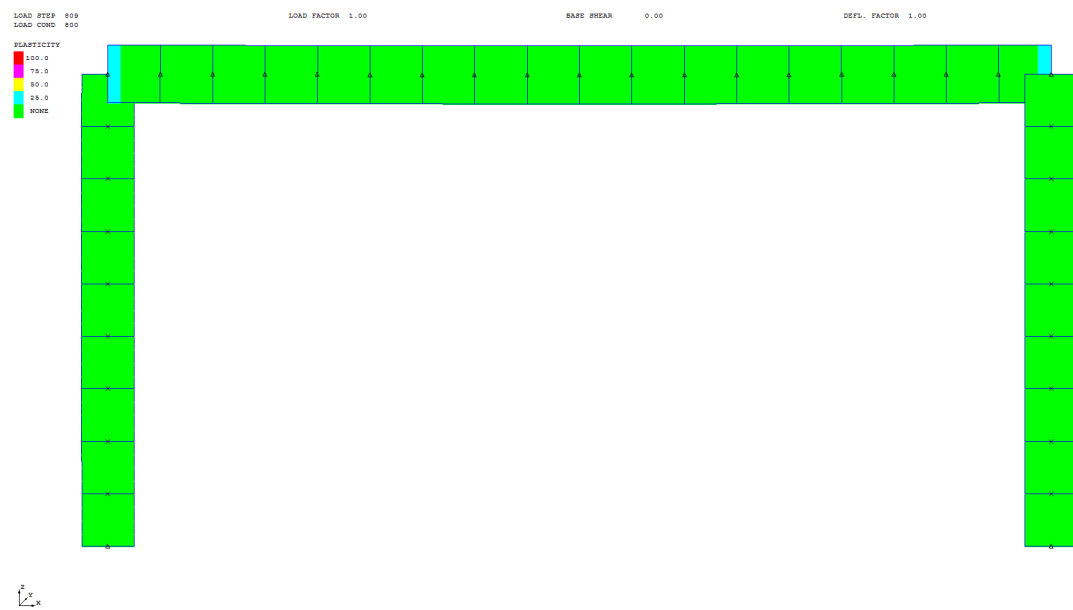 LOAD STEP 809 LOAD FACTOR 1.00 BASE SHEAR 0.00 DEFL. FACTOR 1.00
LOAD COND 800
PLASTICITY
100.0
75.0
50.0
25.0
NONE
Z
Y
X